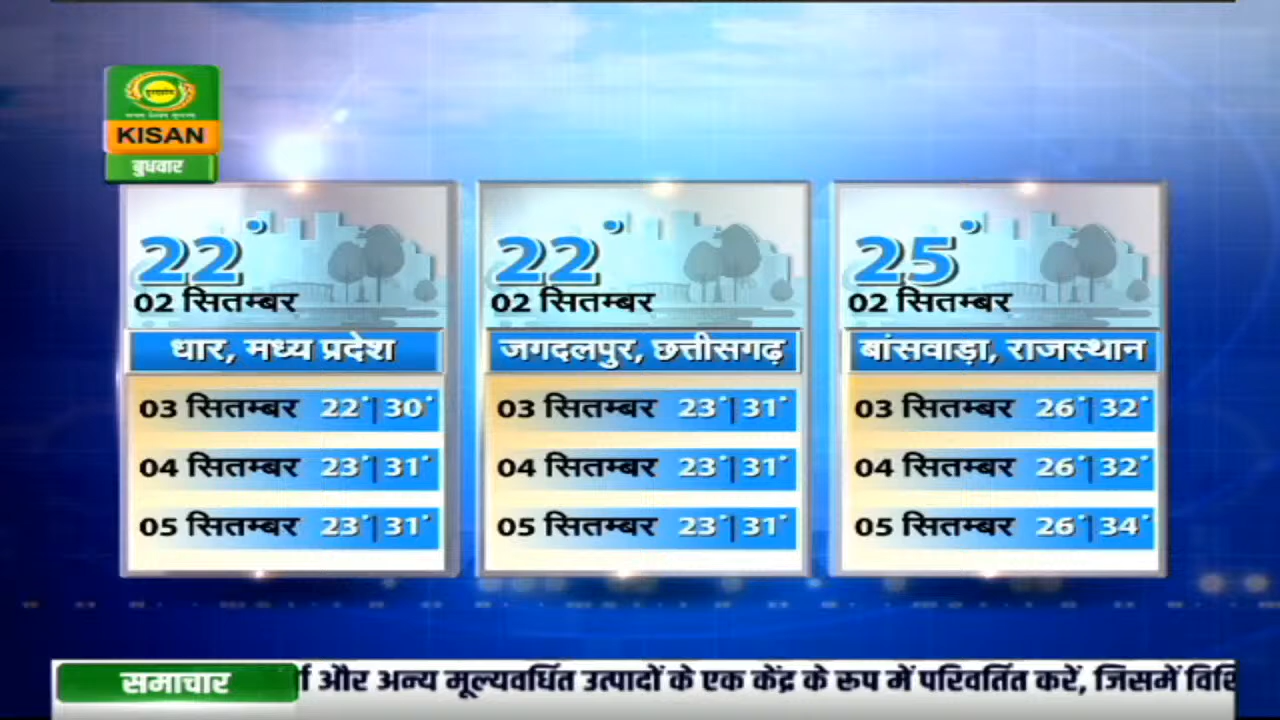 KISAN
बुधवार
22°
02 सितम्बर
धार, मध्य प्रदेश
03 सितम्बर 22°|30°
04 सितम्बर 23°|31°
05 सितम्बर 23°|31°
22°
02 सितम्बर
जगदलपुर, छत्तीसगढ़
03 सितम्बर 23°|31°
04 सितम्बर 23°|31°
05 सितम्बर 23°|31°
25°
02 सितम्बर
बांसवाड़ा, राजस्थान
03 सितम्बर 26°|32°
04 सितम्बर 26°|32°
05 सितम्बर 26°|34°
समाचार और अन्य मूल्यवर्धित उत्पादों के एक केंद्र के रूप में परिवर्तित करें, जिसमें